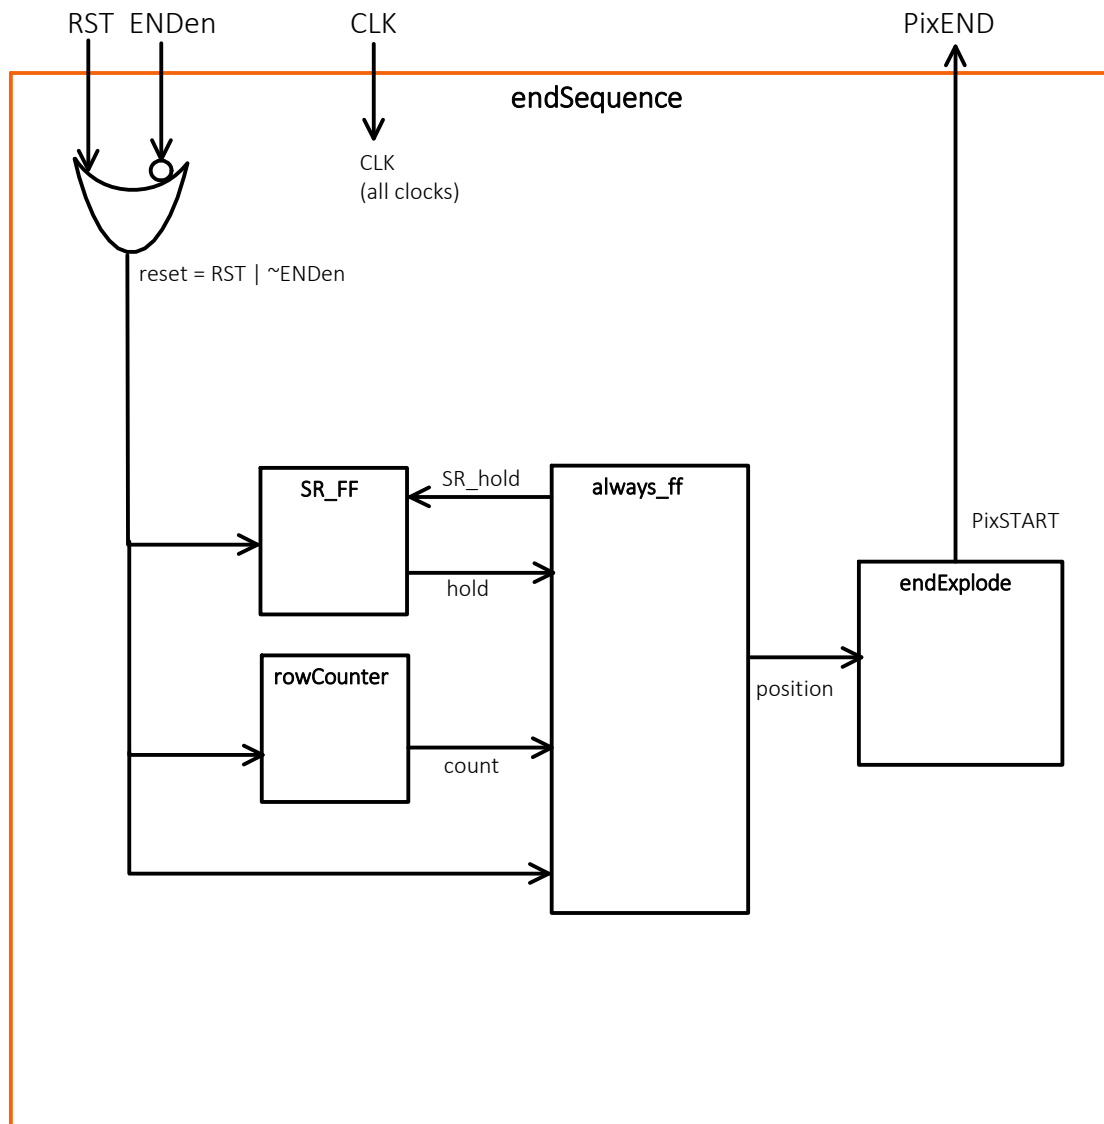 RST ENDen CLK PixEND
endSequence
CLK
(all clocks)
reset = RST | ~ENDen
SR_FF
SR_hold
always_ff
hold
PixSTART
endExplode
rowCounter
position
count